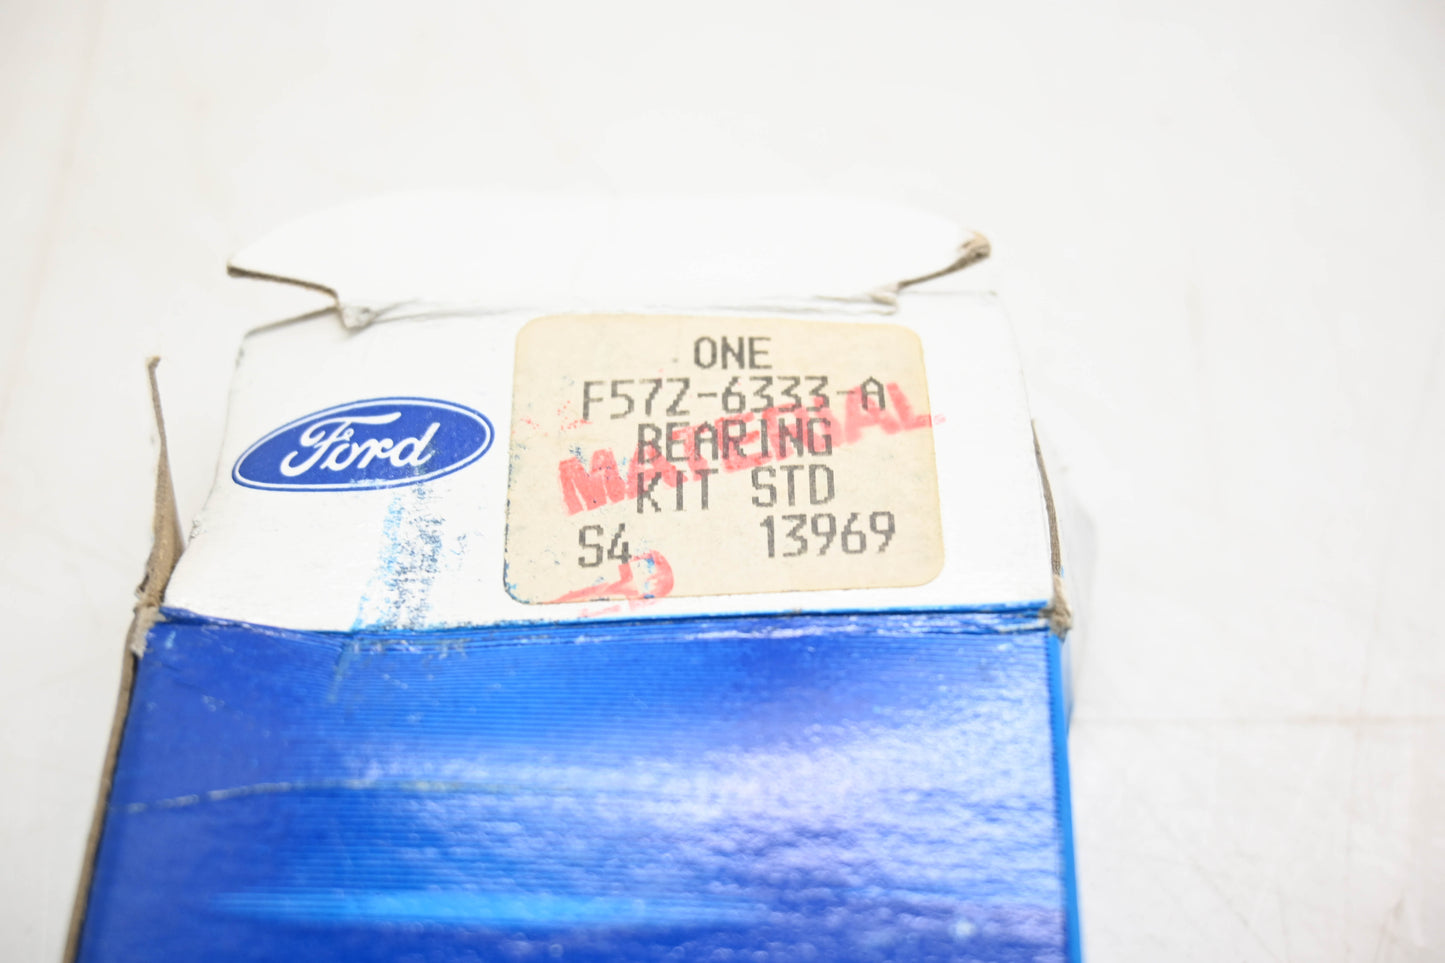 Ford
ONE
F57Z-6333-A
MATERIAL
BEARING
KIT STD
S4 13969